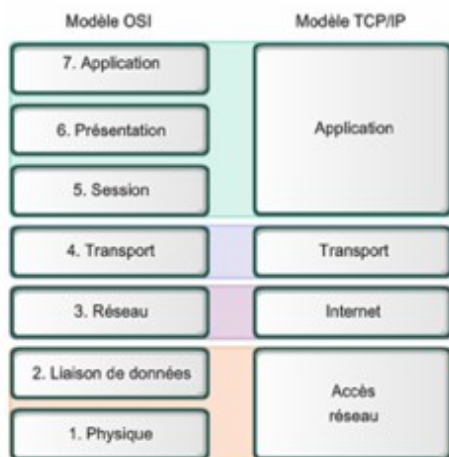 Modèle OSI
Modèle TCP/IP
7. Application
6. Présentation
5. Session
Application
4. Transport
Transport
3. Réseau
Internet
2. Liaison de données
1. Physique
Accès
réseau